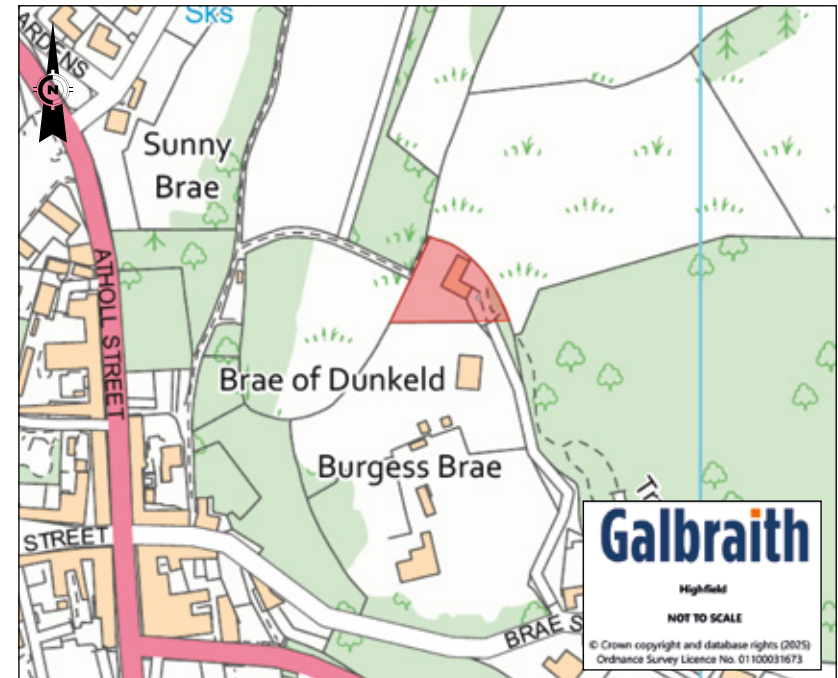 Sks
ARDENS
N
Sunny
Brae
ATHOLL STREET
Brae of Dunkeld
Burgess Brae
STREET
BRAE S
Galbraith
Highfield
NOT TO SCALE
© Crown copyright and database rights (2025)
Ordnance Survey Licence No. 01100031673